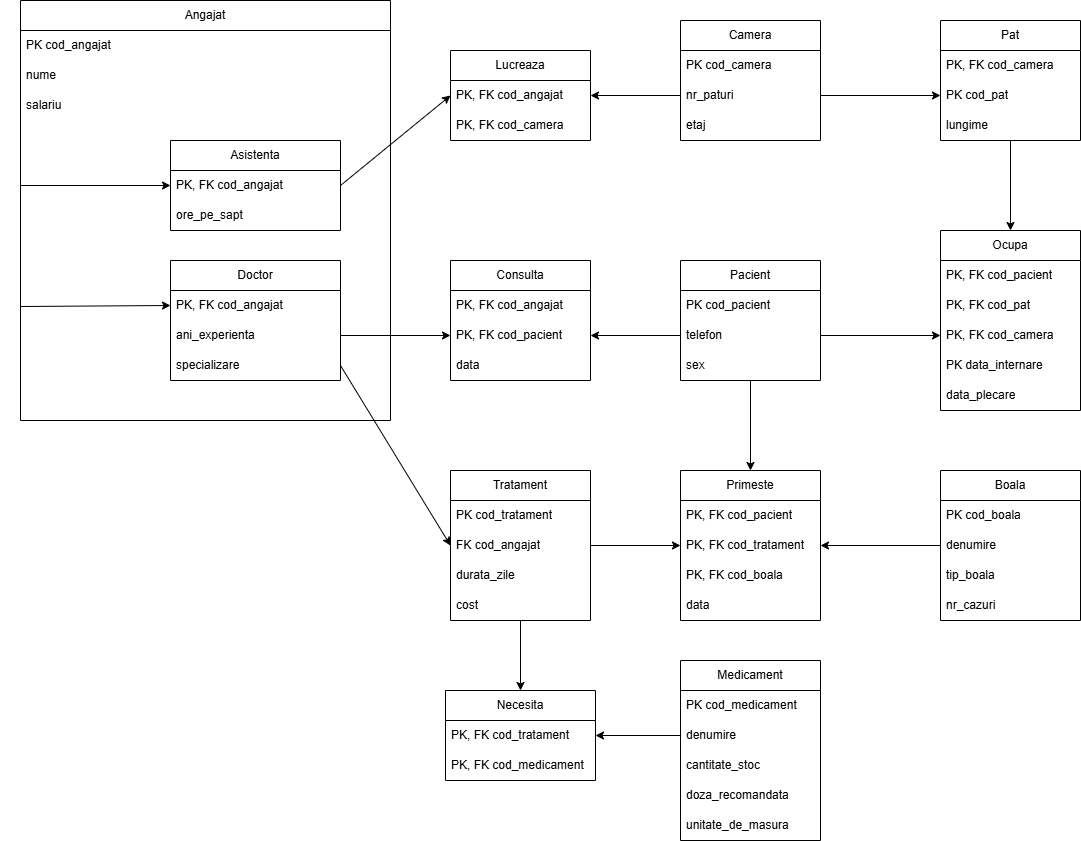 Angajat
PK cod_angajat
nume
salariu
Asistenta
PK, FK cod_angajat
ore_pe_sapt
Doctor
PK, FK cod_angajat
ani_experienta
specializare
Lucreaza
PK, FK cod_angajat
PK, FK cod_camera
Camera
PK cod_camera
nr_paturi
etaj
Pat
PK, FK cod_camera
PK cod_pat
lungime
Consulta
PK, FK cod_angajat
PK, FK cod_pacient
data
Pacient
PK cod_pacient
telefon
sex
Ocupa
PK, FK cod_pacient
PK, FK cod_pat
PK, FK cod_camera
PK data_internare
data_plecare
Tratament
PK cod_tratament
FK cod_angajat
durata_zile
cost
Primeste
PK, FK cod_pacient
PK, FK cod_tratament
PK, FK cod_boala
data
Boala
PK cod_boala
denumire
tip_boala
nr_cazuri
Necesita
PK, FK cod_tratament
PK, FK cod_medicament
Medicament
PK cod_medicament
denumire
cantitate_stoc
doza_recomandata
unitate_de_masura